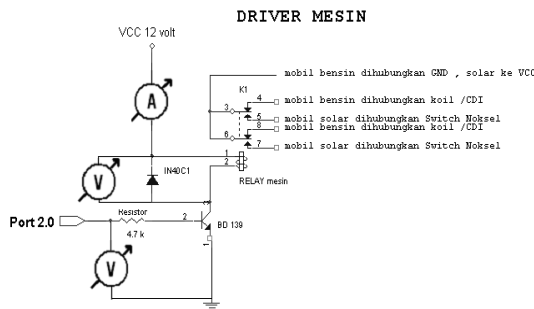 DRIVER MESIN
VCC 12 volt
mobil bensin dihubungkan GND , solar ke VCC
K1
4 mobil bensin dihubungkan koil /CDI
3
5 mobil solar dihubungkan Switch Noksel
8 mobil bensin dihubungkan koil /CDI
6
7 mobil solar dihubungkan Switch Noksel
A
1
2
V
IN40C1
RELAY mesin
3
Port 2.0
Resistor
4.7 k
2
BD 139
1
V